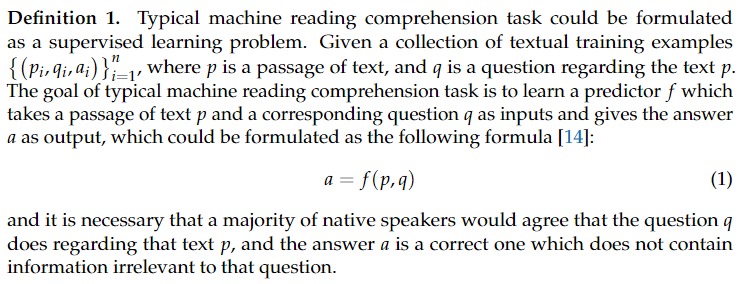 Definition 1. Typical machine reading comprehension task could be formulated
as a supervised learning problem. Given a collection of textual training examples
{(pᵢ, qᵢ, aᵢ)}ⁿᵢ₌₁, where p is a passage of text, and q is a question regarding the text p.
The goal of typical machine reading comprehension task is to learn a predictor f which
takes a passage of text p and a corresponding question q as inputs and gives the answer
a as output, which could be formulated as the following formula [14]:
a = f(p, q) (1)
and it is necessary that a majority of native speakers would agree that the question q
does regarding that text p, and the answer a is a correct one which does not contain
information irrelevant to that question.